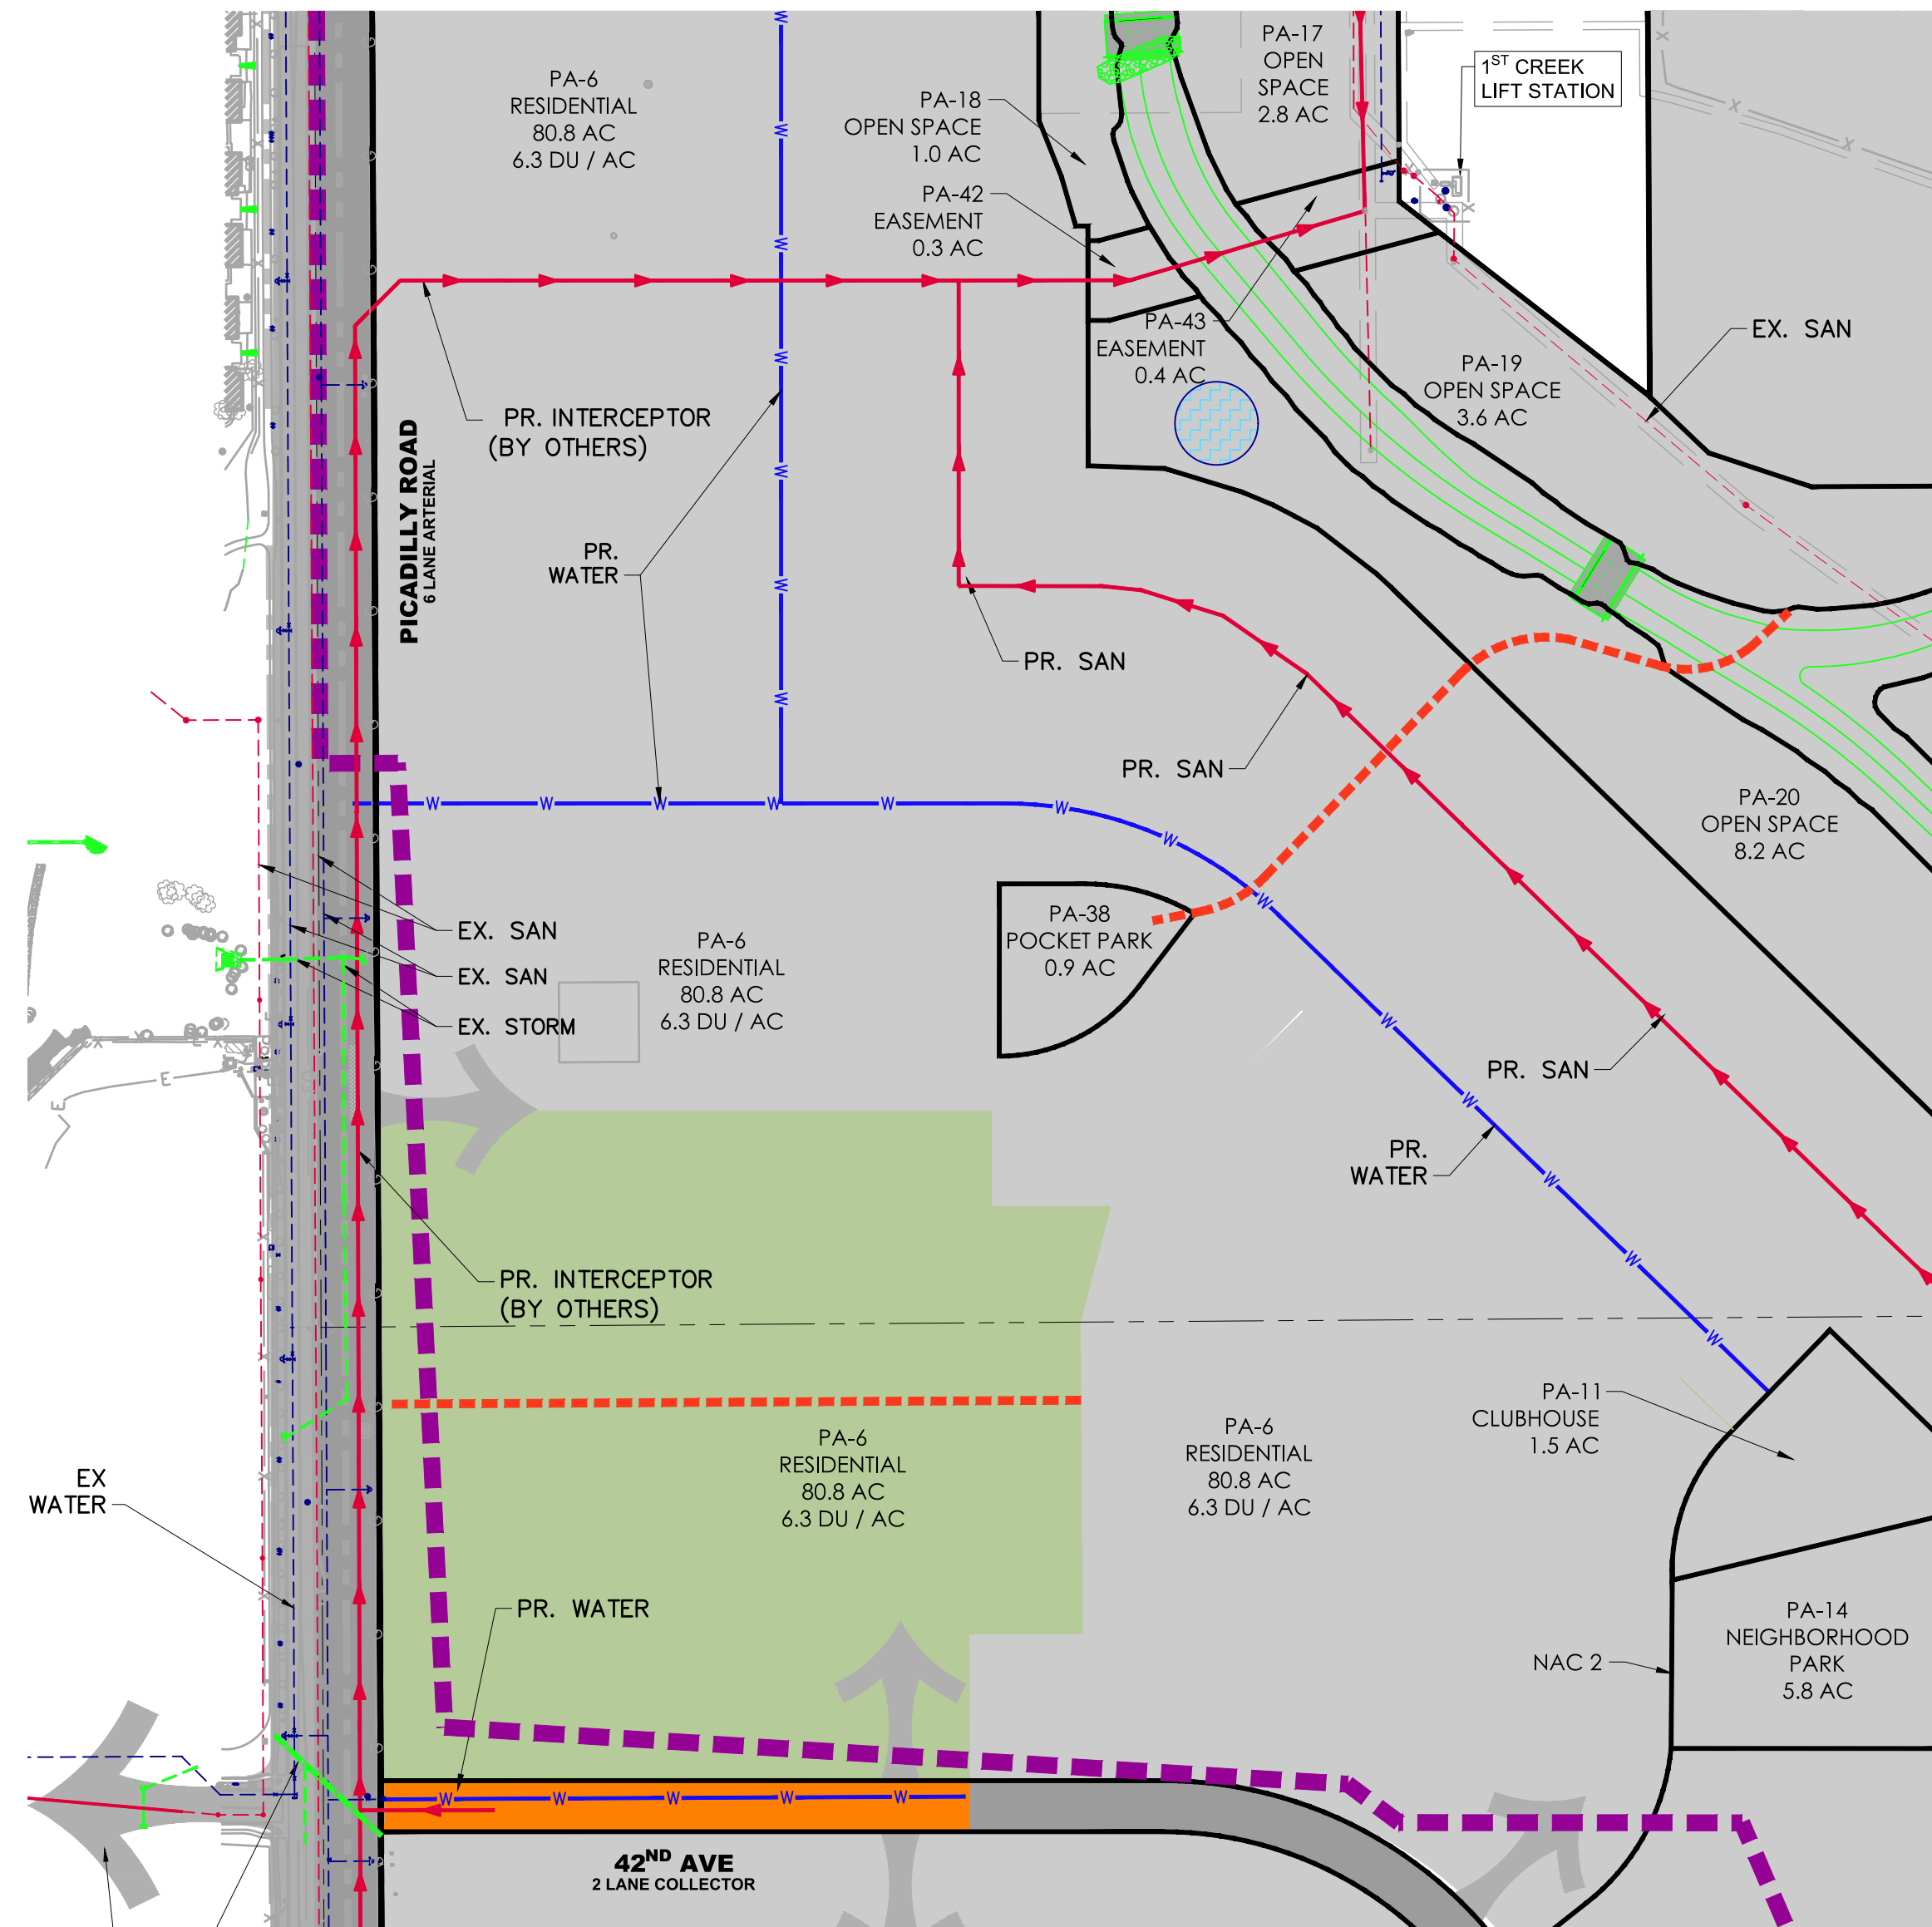 PA-6
RESIDENTIAL
80.8 AC
6.3 DU / AC
PA-18
OPEN SPACE
1.0 AC
PA-42
EASEMENT
0.3 AC
PA-17
OPEN
SPACE
2.8 AC
1ST CREEK
LIFT STATION
PA-43
EASEMENT
0.4 AC
PA-19
OPEN SPACE
3.6 AC
EX. SAN
PR. INTERCEPTOR
(BY OTHERS)
PICADILLY ROAD
6 LANE ARTERIAL
PR.
WATER
PR. SAN
PR. SAN
PA-20
OPEN SPACE
8.2 AC
W W W W W W W
W W W W W W W W W W W W W
PA-38
POCKET PARK
0.9 AC
EX. SAN
EX. SAN
EX. STORM
PA-6
RESIDENTIAL
80.8 AC
6.3 DU / AC
PR. SAN
PR.
WATER
E
E
PR. INTERCEPTOR
(BY OTHERS)
PA-11
CLUBHOUSE
1.5 AC
PA-6
RESIDENTIAL
80.8 AC
6.3 DU / AC
PA-6
RESIDENTIAL
80.8 AC
6.3 DU / AC
EX
WATER
PR. WATER
PA-14
NEIGHBORHOOD
PARK
5.8 AC
NAC 2
W W W W W
42ND AVE
2 LANE COLLECTOR